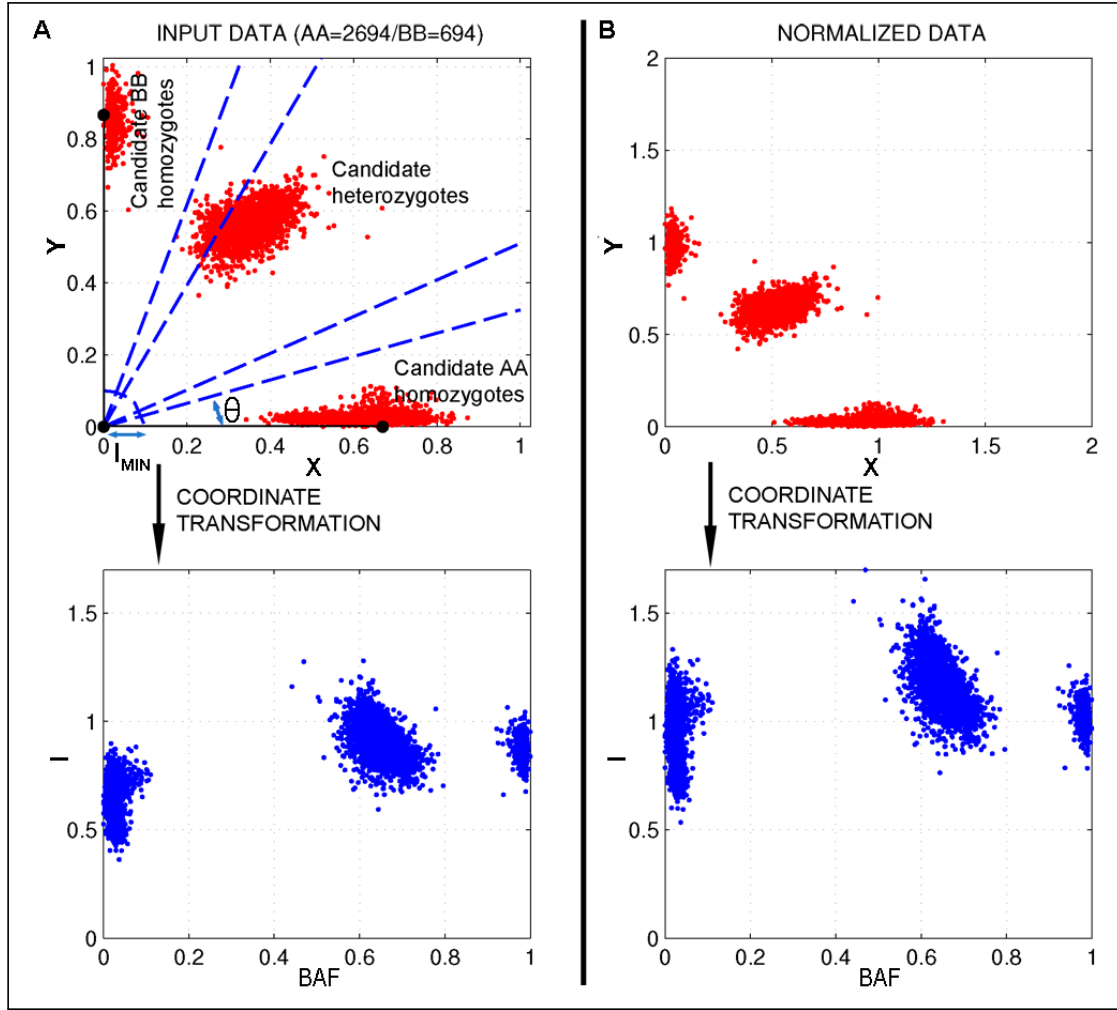 A
INPUT DATA (AA=2694/BB=694)
1
0.8
0.6
0.4
0.2
0
Y
Candidate BB
homozygotes
Candidate
heterozygotes
Candidate AA
homozygotes
θ
0
0.2
0.4
0.6
0.8
1
I MIN
X
COORDINATE
TRANSFORMATION
1.5
1
0.5
0
I
0
0.2
0.4
0.6
0.8
1
BAF
B
NORMALIZED DATA
2
1.5
1
0.5
0
Y
0
0.5
1
1.5
2
X
COORDINATE
TRANSFORMATION
1.5
1
0.5
0
I
0
0.2
0.4
0.6
0.8
1
BAF